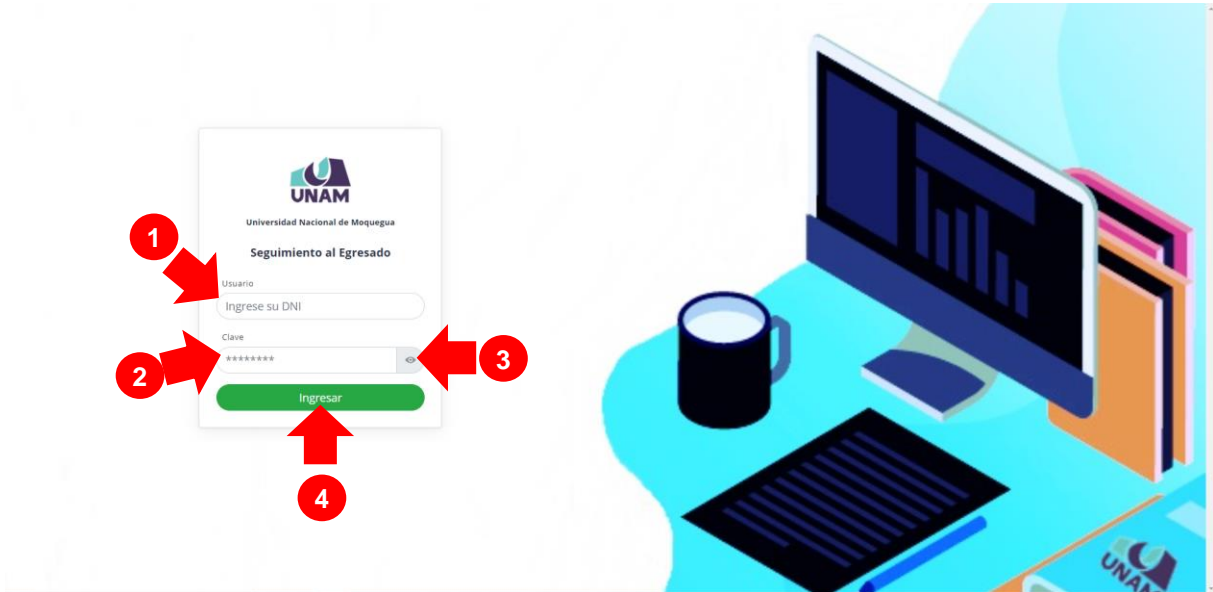 UNAM
Universidad Nacional de Moquegua
Seguimiento al Egresado
1
Usuario
Ingrese su DNI
Clave
2
********
3
Ingresar
4
UNAM